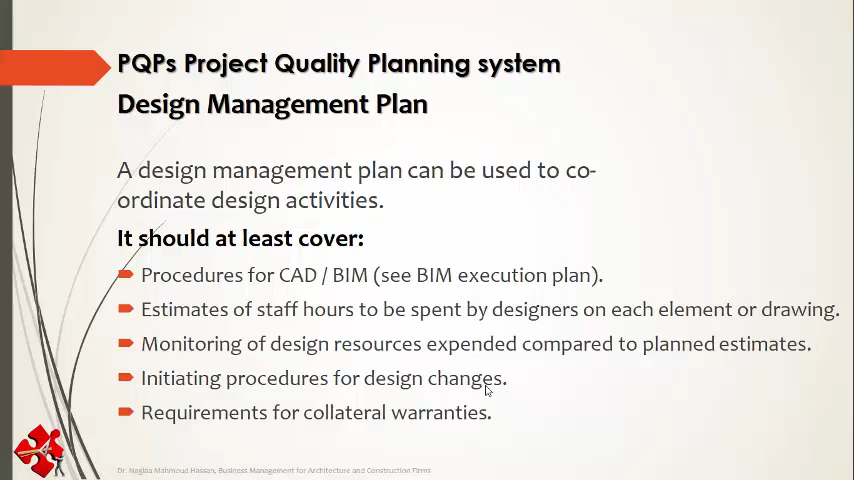 PQPs Project Quality Planning system
Design Management Plan
A design management plan can be used to co-
ordinate design activities.
It should at least cover:
Procedures for CAD / BIM (see BIM execution plan).
Estimates of staff hours to be spent by designers on each element or drawing.
Monitoring of design resources expended compared to planned estimates.
Initiating procedures for design changes.
Requirements for collateral warranties.
Dr. Naglaa Mahmoud Hassan, Business Management for Architecture and Construction Firms